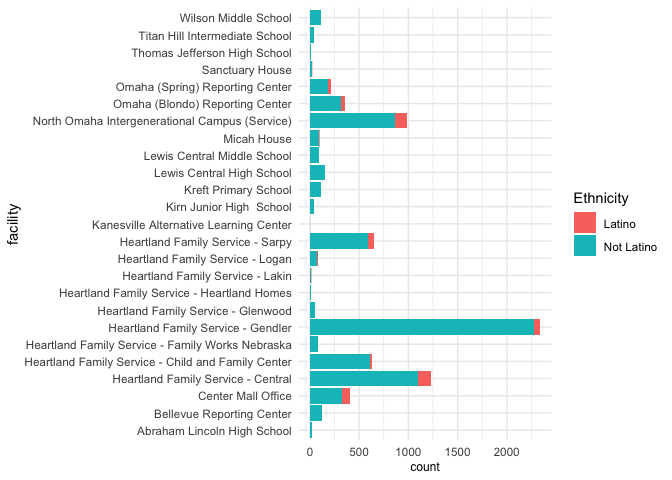 Wilson Middle School
Titan Hill Intermediate School
Thomas Jefferson High School
Sanctuary House
Omaha (Spring) Reporting Center
Omaha (Blondo) Reporting Center
North Omaha Intergenerational Campus (Service)
Micah House
Lewis Central Middle School
Lewis Central High School
Kreft Primary School
Kirn Junior High  School
Kanesville Alternative Learning Center
Heartland Family Service - Sarpy
Heartland Family Service - Logan
Heartland Family Service - Lakin
Heartland Family Service - Heartland Homes
Heartland Family Service - Glenwood
Heartland Family Service - Gendler
Heartland Family Service - Family Works Nebraska
Heartland Family Service - Child and Family Center
Heartland Family Service - Central
Center Mall Office
Bellevue Reporting Center
Abraham Lincoln High School
facility
0 500 1000 1500 2000
count
Ethnicity
Latino
Not Latino